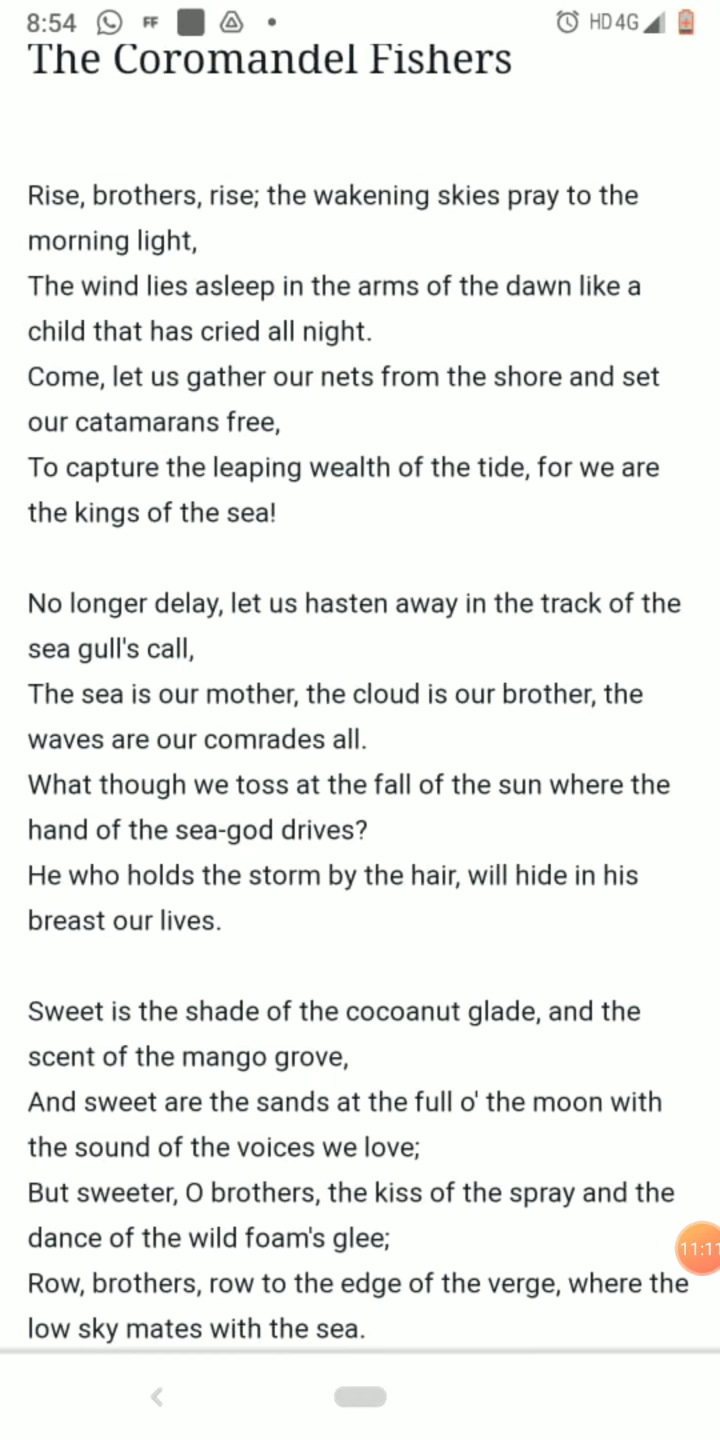 8:54 FF HD 4G
The Coromandel Fishers
Rise, brothers, rise; the wakening skies pray to the
morning light,
The wind lies asleep in the arms of the dawn like a
child that has cried all night.
Come, let us gather our nets from the shore and set
our catamarans free,
To capture the leaping wealth of the tide, for we are
the kings of the sea!
No longer delay, let us hasten away in the track of the
sea gull's call,
The sea is our mother, the cloud is our brother, the
waves are our comrades all.
What though we toss at the fall of the sun where the
hand of the sea-god drives?
He who holds the storm by the hair, will hide in his
breast our lives.
Sweet is the shade of the cocoanut glade, and the
scent of the mango grove,
And sweet are the sands at the full o' the moon with
the sound of the voices we love;
But sweeter, O brothers, the kiss of the spray and the
dance of the wild foam's glee;
11:11
Row, brothers, row to the edge of the verge, where the
low sky mates with the sea.